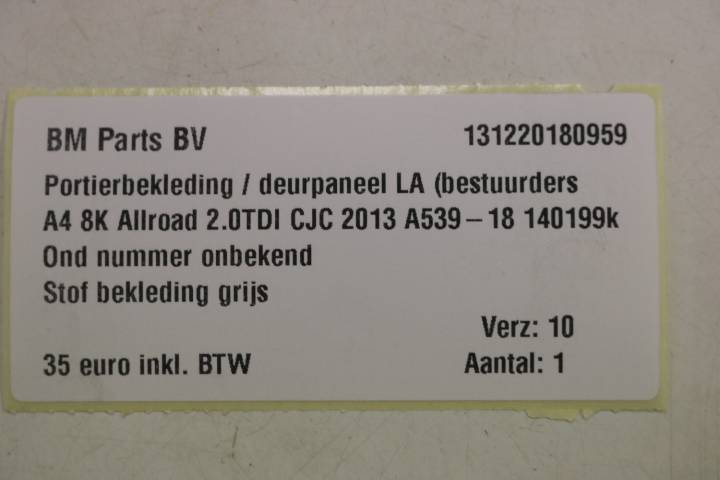 BM Parts BV 131220180959
Portierbekleding / deurpaneel LA (bestuurders
A4 8K Allroad 2.0TDI CJC 2013 A539-18 140199k
Ond nummer onbekend
Stof bekleding grijs
Verz: 10
35 euro inkl. BTW Aantal: 1